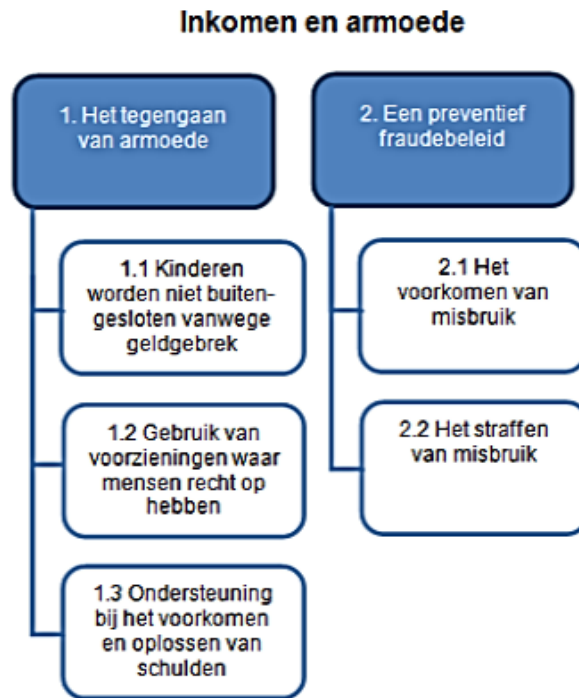 Inkomen en armoede
1. Het tegengaan
van armoede
1.1 Kinderen
worden niet buiten-
gesloten vanwege
geldgebrek
1.2 Gebruik van
voorzieningen waar
mensen recht op
hebben
1.3 Ondersteuning
bij het voorkomen
en oplossen van
schulden
2. Een preventief
fraudebeleid
2.1 Het
voorkomen van
misbruik
2.2 Het straffen
van misbruik